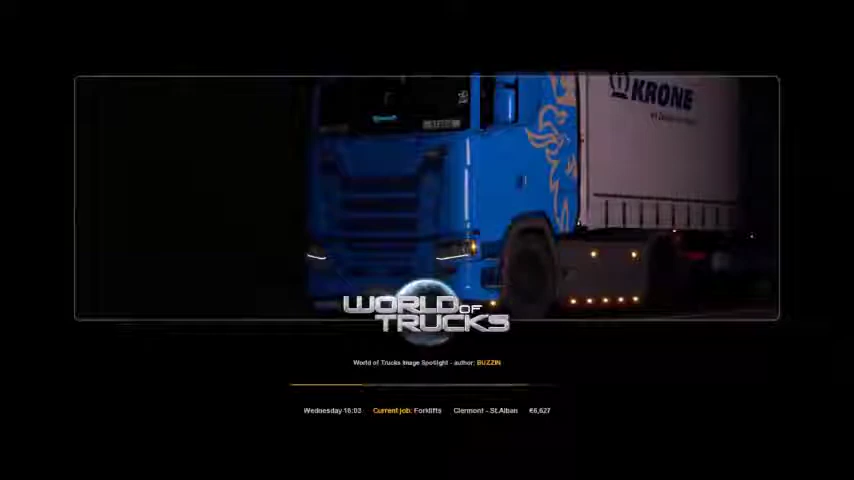 KRONE
WORLD OF TRUCKS
World of Trucks Image Spotlight - author: BUZZIN
Wednesday 16:03 Current job: Forklifts Clermont - St.Alban €6,627